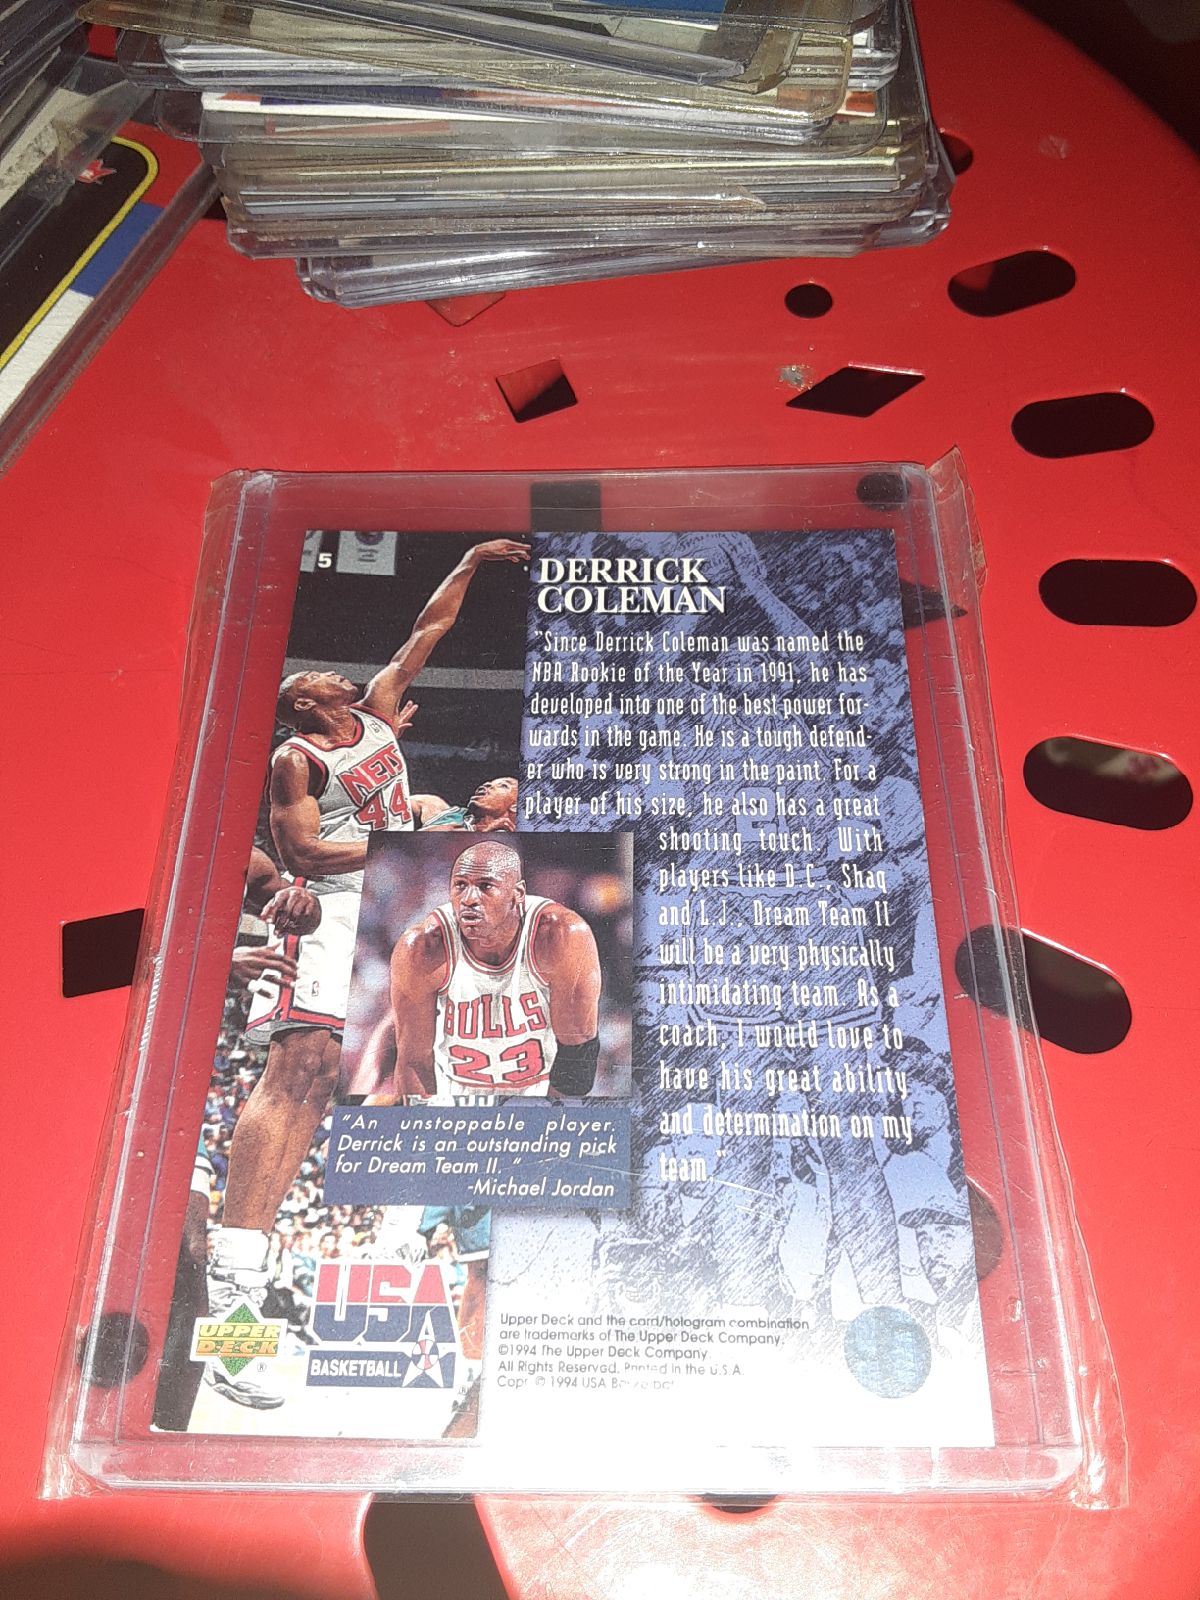 5
DERRICK
COLEMAN
"Since Derrick Coleman was named the
NBA Rookie of the Year in 1991, he has
developed into one of the best power for-
wards in the game. He is a tough defend-
er who is very strong in the paint. For a
player of his size, he also has a great
shooting touch. With
players like D.C., Shaq
and L.J., Dream Team II
will be a very physically
intimidating team. As a
coach, I would love to
have his great ability
and determination on my
team."
NETS
44
BULLS
23
"An unstoppable player.
Derrick is an outstanding pick
for Dream Team II. "
-Michael Jordan
UPPER
DECK
®
USA
BASKETBALL
Upper Deck and the card/hologram combination
are trademarks of The Upper Deck Company.
©1994 The Upper Deck Company.
All Rights Reserved. Printed in the U.S.A.
Copr. © 1994 USA